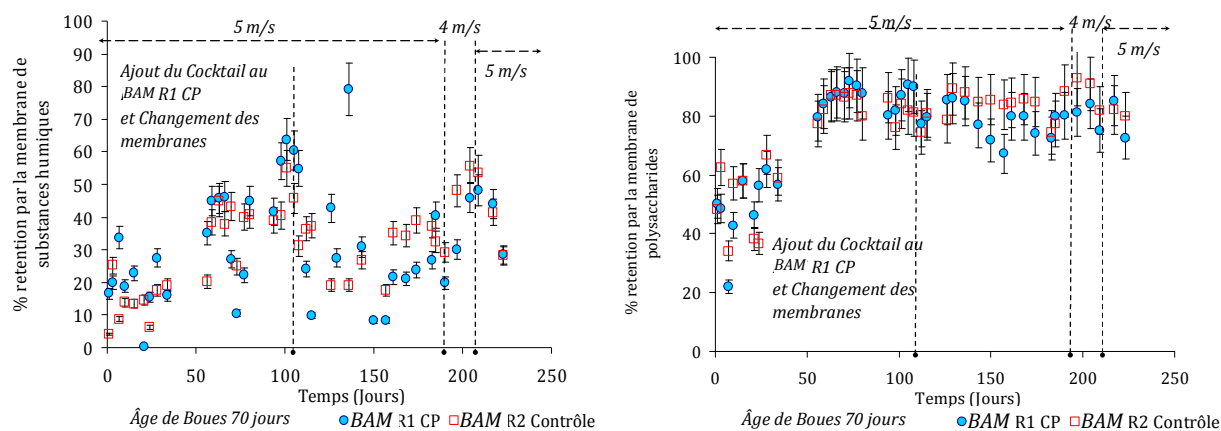 % retention par la membrane de
substances humiques
100
90
80
70
60
50
40
30
20
10
0
5 m/s
4 m/s
5 m/s
Ajout du Cocktail au
BAM R1 CP
et Changement des
membranes
0
50
100
150
200
250
Temps (Jours)
Âge de Boues 70 jours
BAM R1 CP
BAM R2 Contrôle
% retention par la membrane de
polysaccharides
100
80
60
40
20
0
5 m/s
4 m/s
5 m/s
Ajout du Cocktail au
BAM R1 CP
et Changement des
membranes
0
50
100
150
200
250
Temps (Jours)
Âge de Boues 70 jours
BAM R1 CP
BAM R2 Contrôle